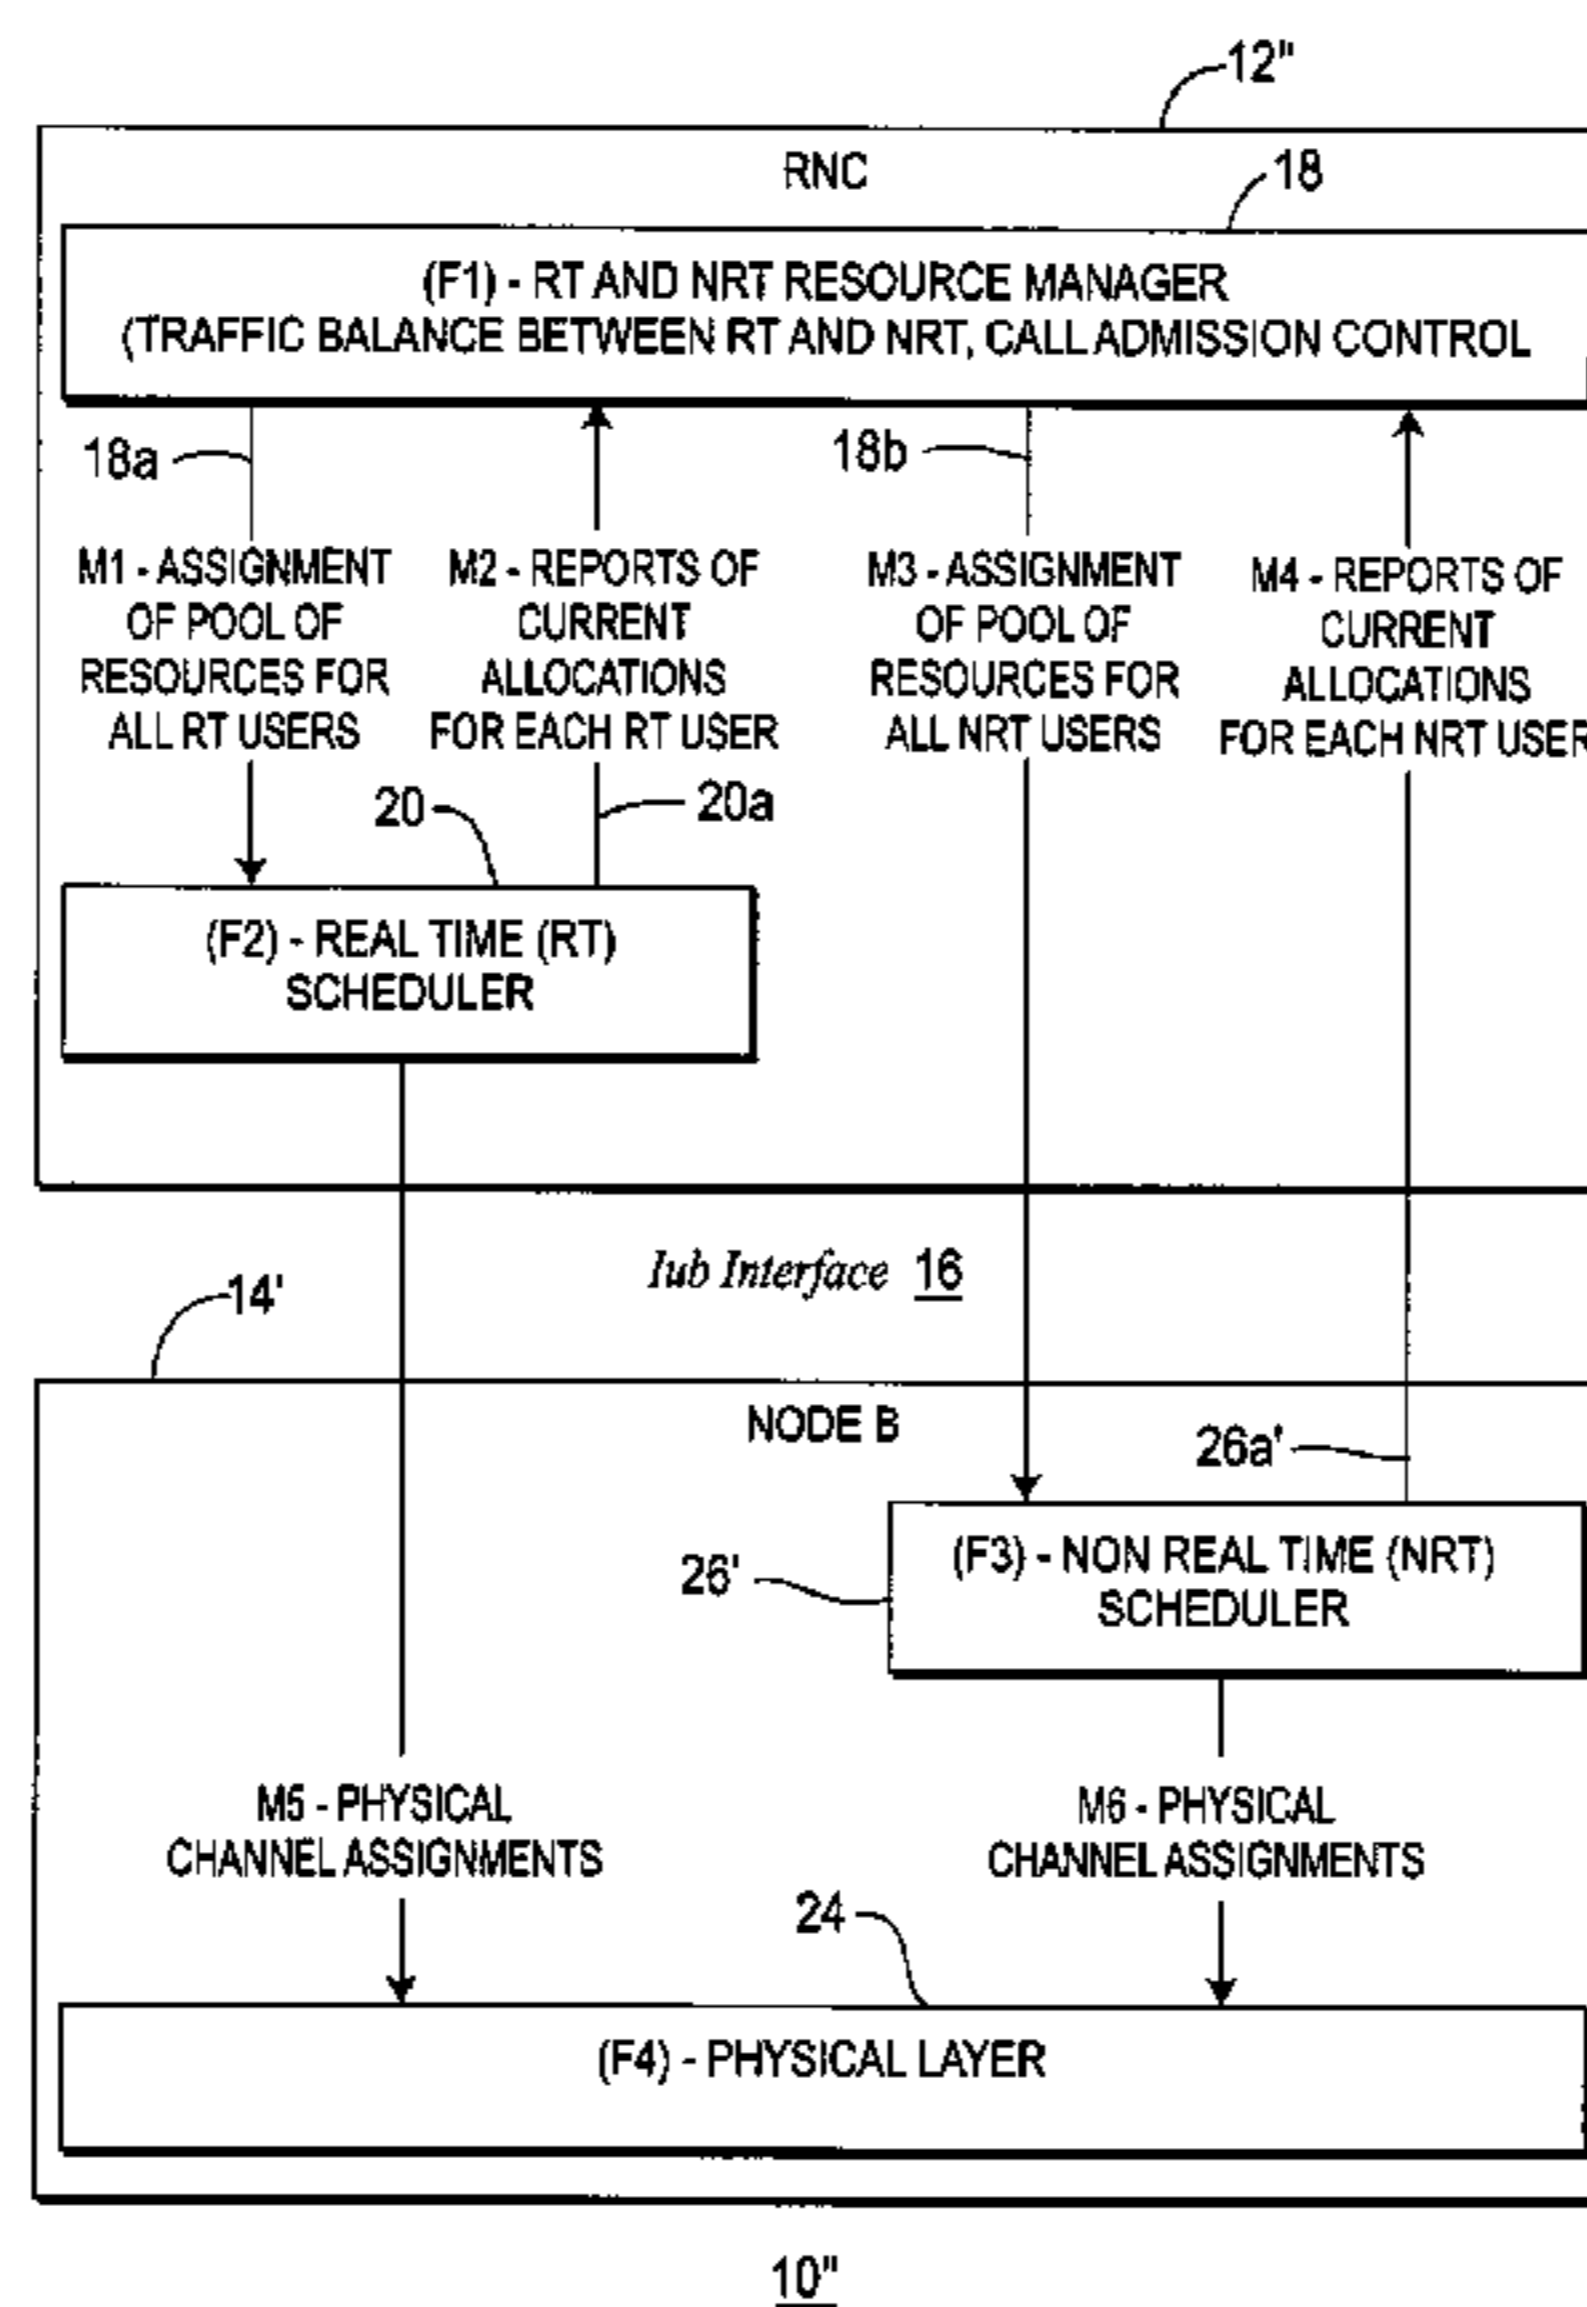 12"
RNC
18
(F1) - RT AND NRT RESOURCE MANAGER
(TRAFFIC BALANCE BETWEEN RT AND NRT, CALL ADMISSION CONTROL
18a
18b
M1 - ASSIGNMENT
OF POOL OF
RESOURCES FOR
ALL RT USERS
M2 - REPORTS OF
CURRENT
ALLOCATIONS
FOR EACH RT USER
M3 - ASSIGNMENT
OF POOL OF
RESOURCES FOR
ALL NRT USERS
M4 - REPORTS OF
CURRENT
ALLOCATIONS
FOR EACH NRT USER
20
20a
(F2) - REAL TIME (RT)
SCHEDULER
Iub Interface 16
14'
NODE B
26a'
26'
(F3) - NON REAL TIME (NRT)
SCHEDULER
M5 - PHYSICAL
CHANNEL ASSIGNMENTS
M6 - PHYSICAL
CHANNEL ASSIGNMENTS
24
(F4) - PHYSICAL LAYER
10"